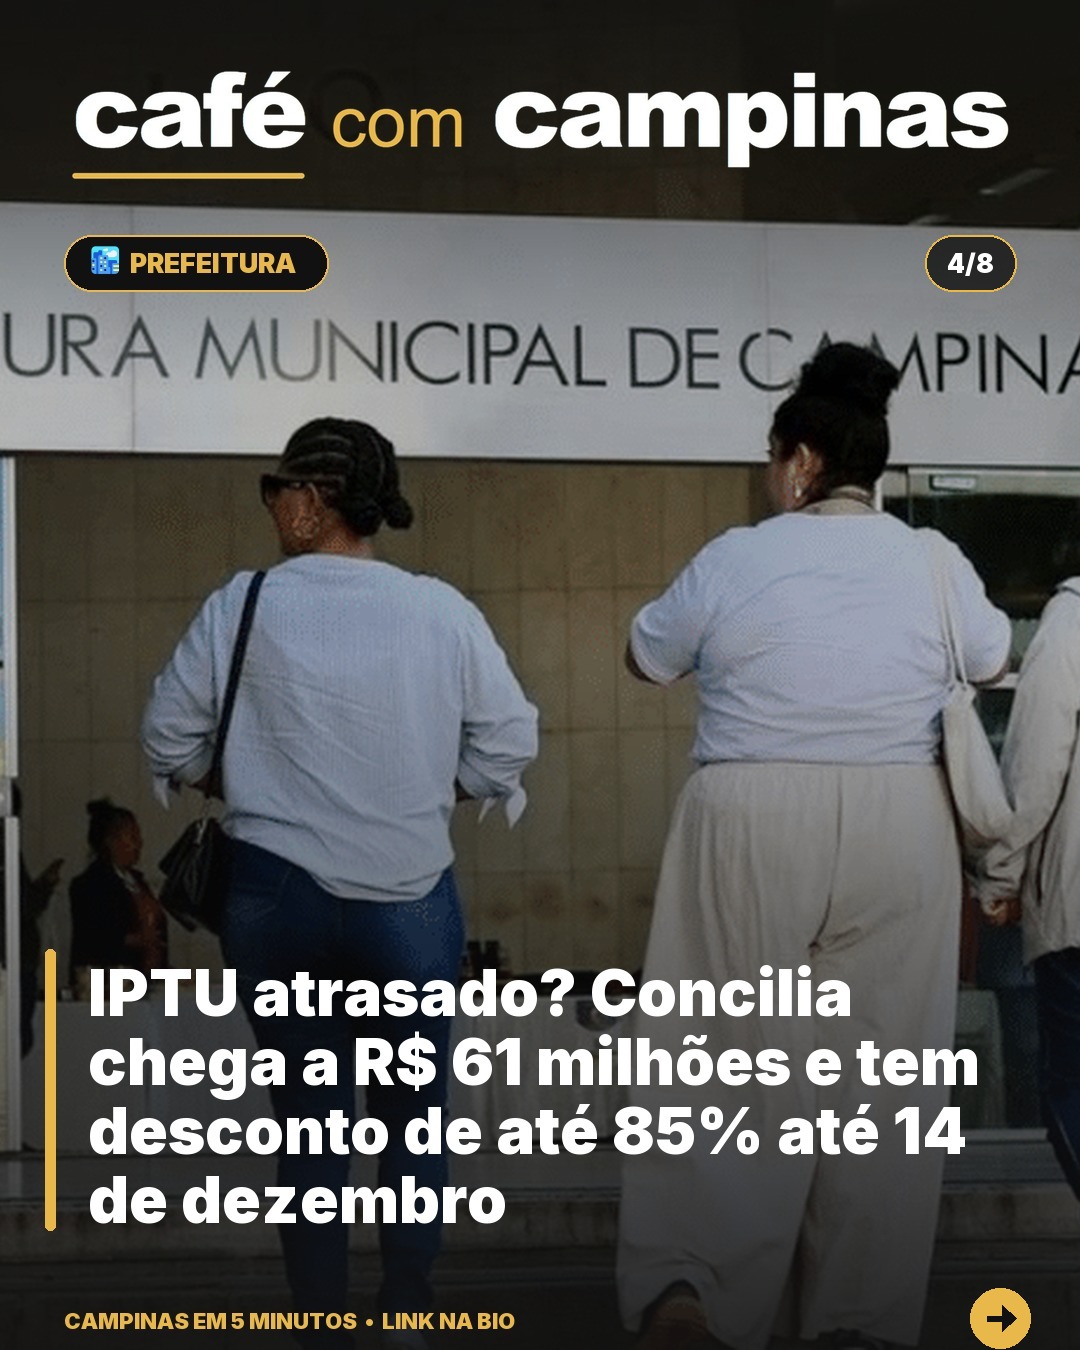 café com campinas
PREFEITURA
4/8
URA MUNICIPAL DE CAMPINA
IPTU atrasado? Concilia
chega a R$ 61 milhões e tem
desconto de até 85% até 14
de dezembro
CAMPINAS EM 5 MINUTOS • LINK NA BIO